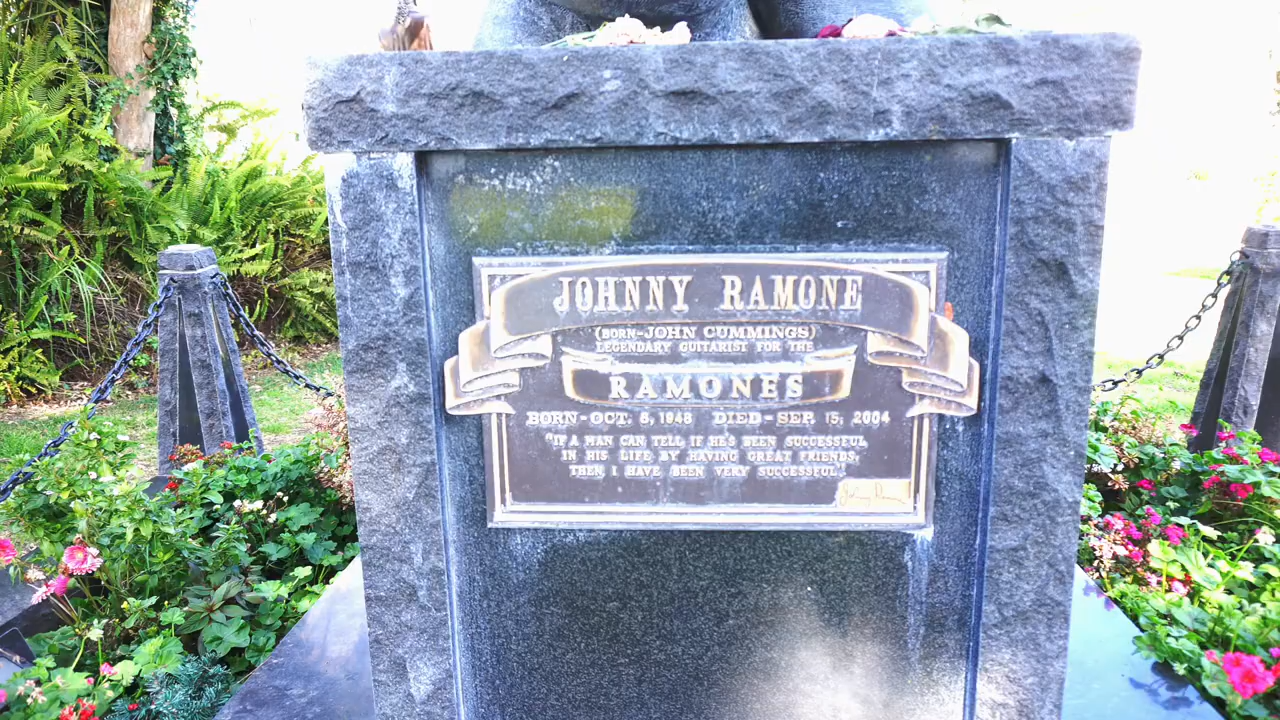 JOHNNY RAMONE
(BORN-JOHN CUMMINGS)
LEGENDARY GUITARIST FOR THE
RAMONES
BORN-OCT. 8, 1948 DIED-SEP. 15, 2004
"IF A MAN CAN TELL IF HE'S BEEN SUCCESSFUL
IN HIS LIFE BY HAVING GREAT FRIENDS,
THEN I HAVE BEEN VERY SUCCESSFUL."
Johnny Ramone